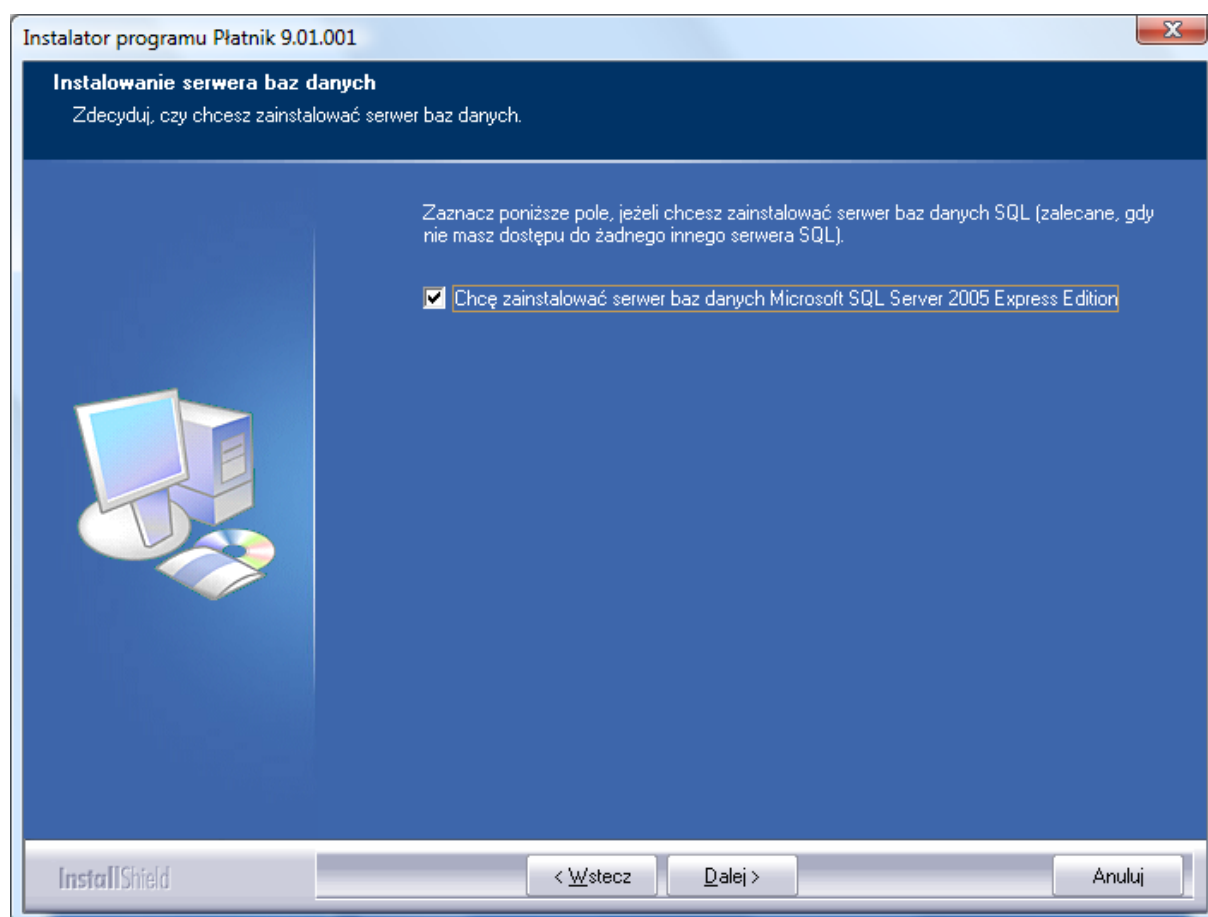 Instalator programu Płatnik 9.01.001
Instalowanie serwera baz danych
Zdecyduj, czy chcesz zainstalować serwer baz danych.
Zaznacz poniższe pole, jeżeli chcesz zainstalować serwer baz danych SQL (zalecane, gdy
nie masz dostępu do żadnego innego serwera SQL).
Chcę zainstalować serwer baz danych Microsoft SQL Server 2005 Express Edition
InstallShield
< Wstecz
Dalej >
Anuluj